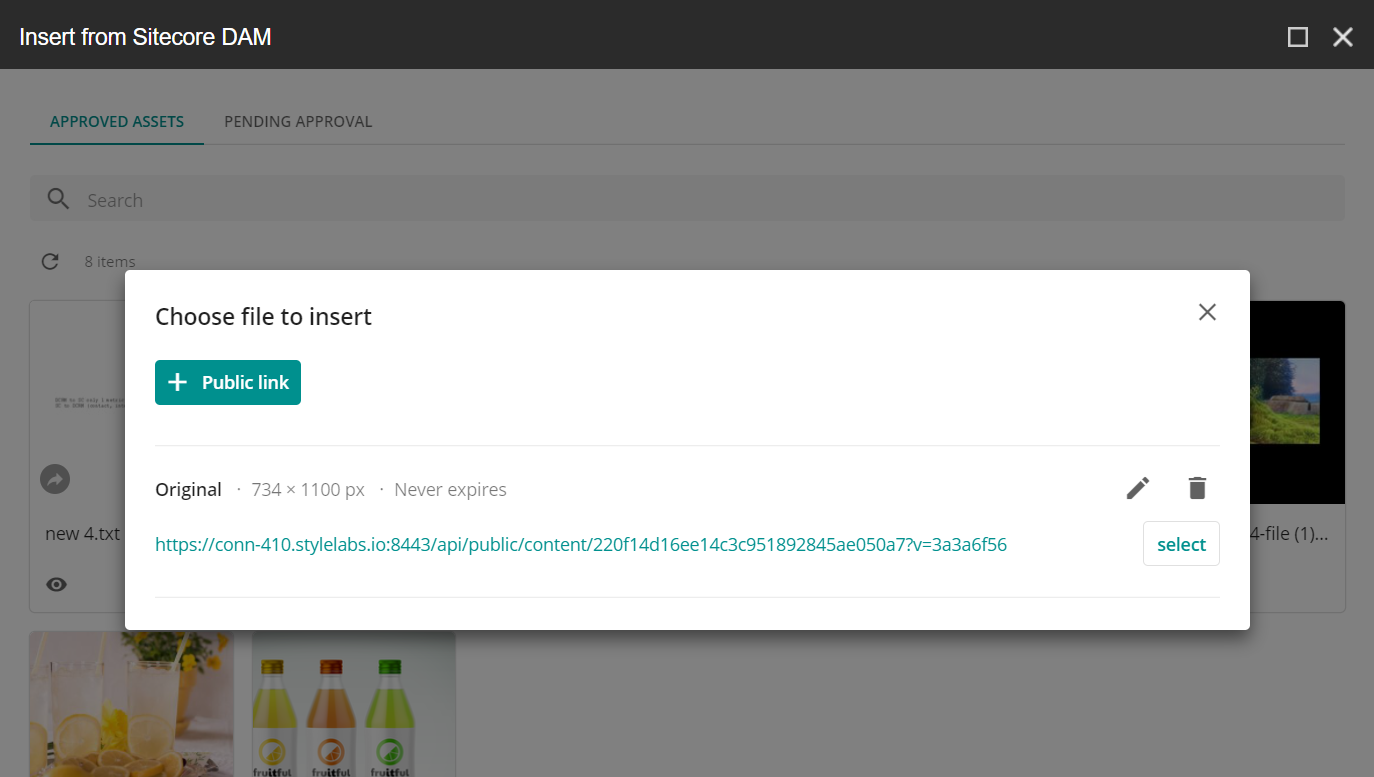 Insert from Sitecore DAM
APPROVED ASSETS PENDING APPROVAL
Search
8 items
Choose file to insert
Public link
Original · 734 × 1100 px · Never expires
https://conn-410.stylelabs.io:8443/api/public/content/220f14d16ee14c3c951892845ae050a7?v=3a3a6f56
select
new 4.txt
4-file (1)...
fruitful fruitful fruitful